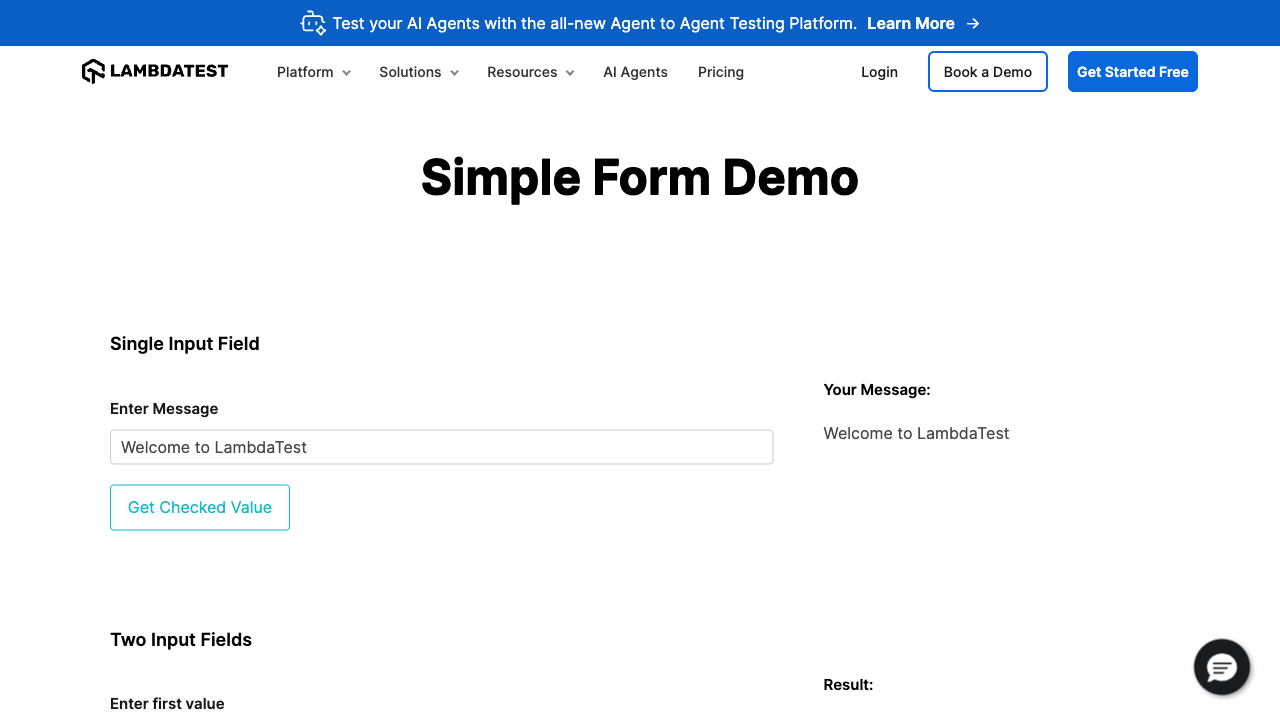 Test your AI Agents with the all-new Agent to Agent Testing Platform. Learn More →
LAMBDATEST Platform Solutions Resources AI Agents Pricing Login Book a Demo Get Started Free
Simple Form Demo
Single Input Field
Enter Message
Welcome to LambdaTest
Get Checked Value
Your Message:
Welcome to LambdaTest
Two Input Fields
Enter first value
Result: